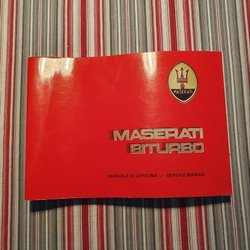 MASERATI
MASERATI
BITURBO
MANUALE DI OFFICINA — SERVICE MANUAL